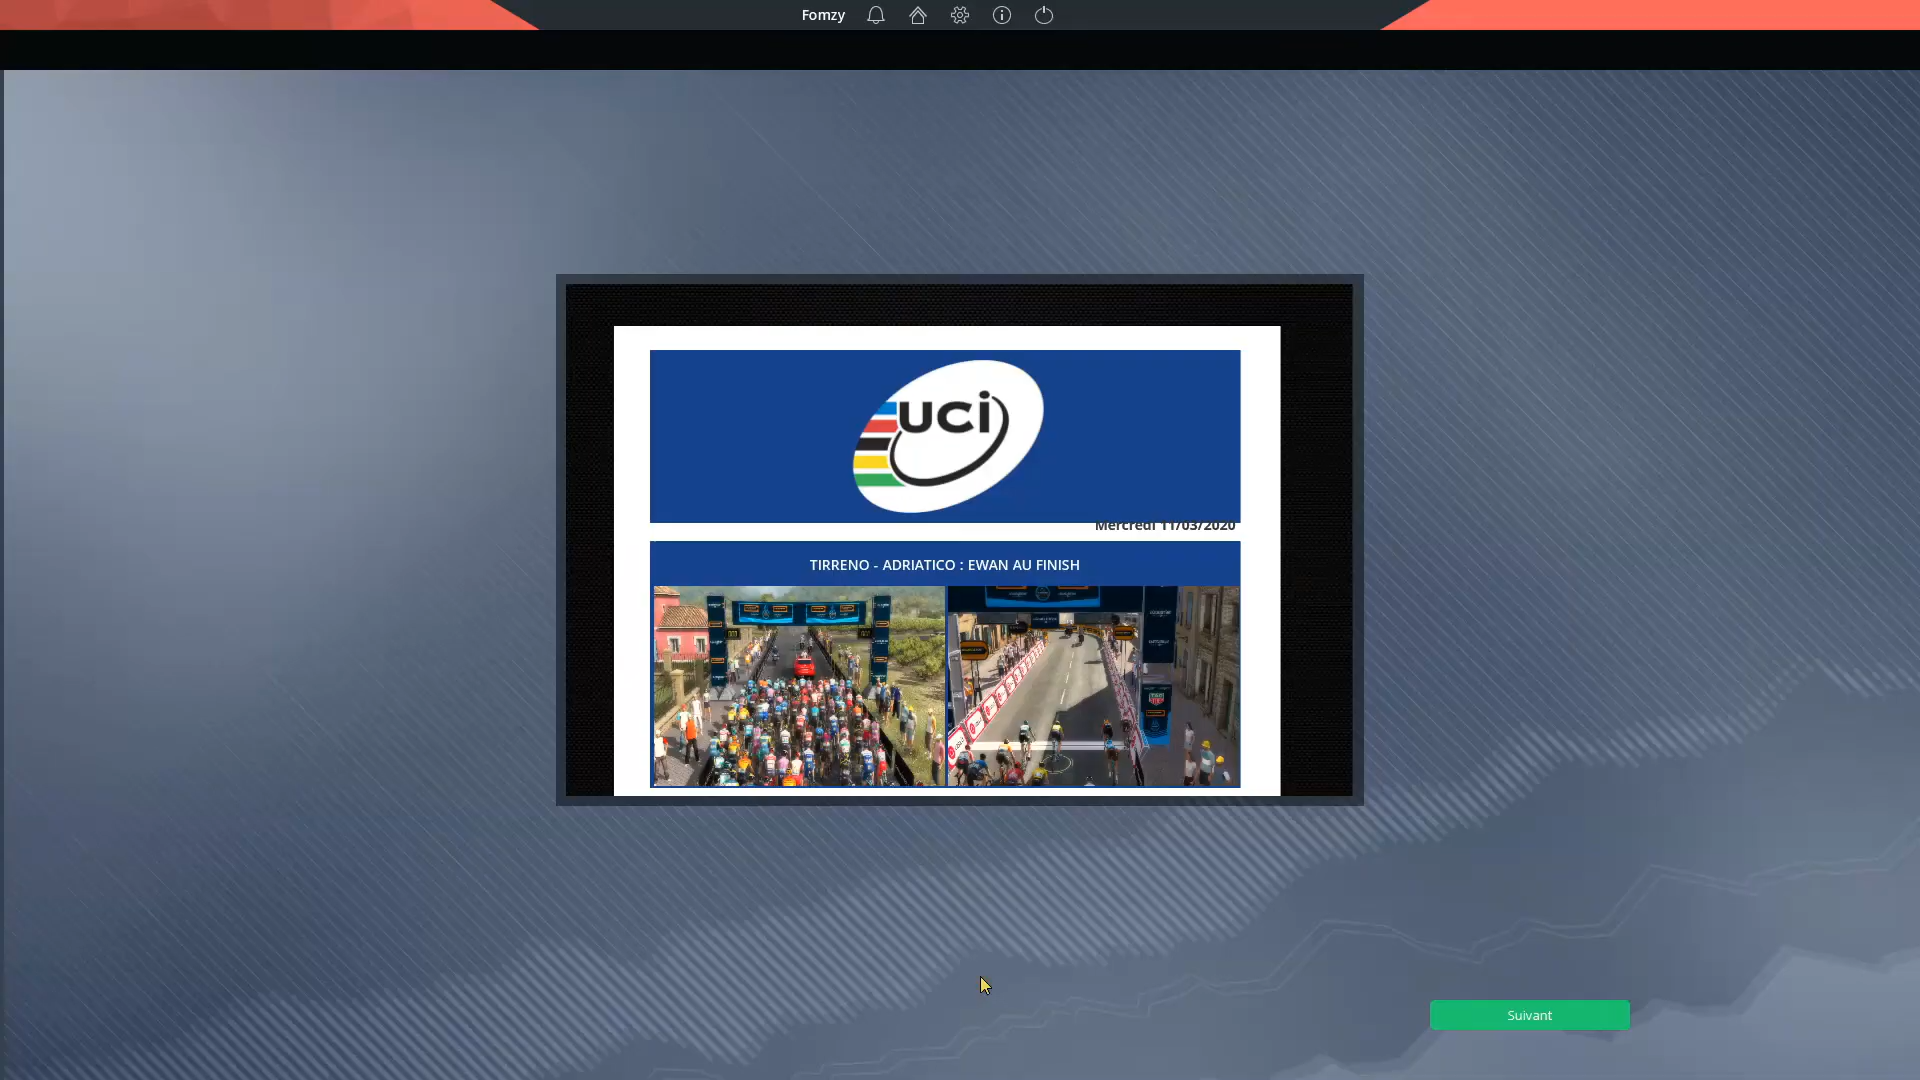 Fomzy
uci
Mercredi 11/03/2020
TIRRENO - ADRIATICO : EWAN AU FINISH
Suivant